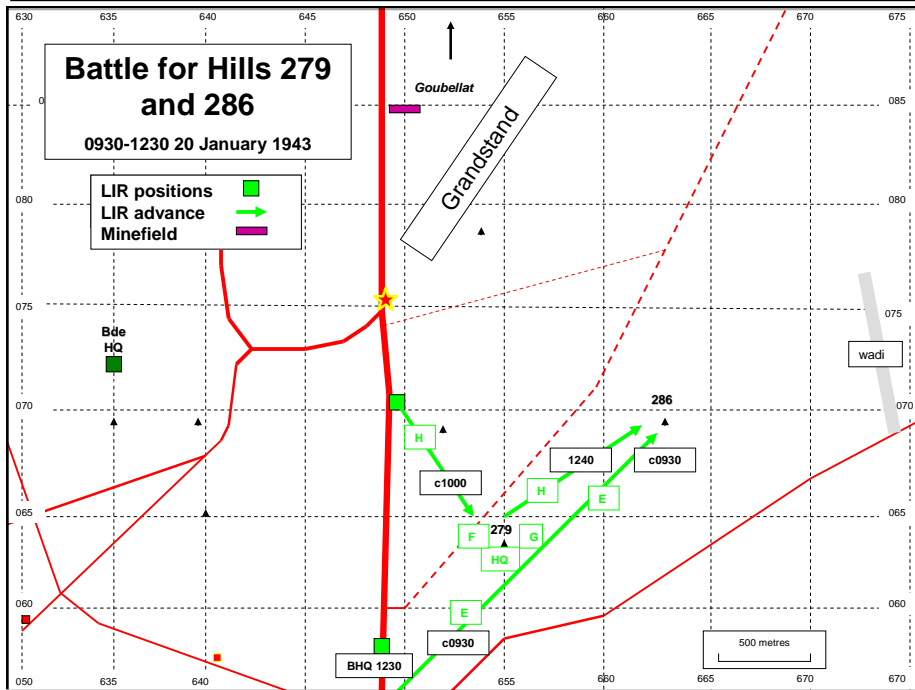 630 635 640 645 650 655 660 665 670 675
Battle for Hills 279
and 286
0930-1230 20 January 1943
Goubellat
085
Grandstand
LIR positions
LIR advance
Minefield
080 080
075 075
Bde
HQ
wadi
070 070
286
H
1240 c0930
c1000
H
E
065 065
279
F G
HQ
060 060
E
c0930
500 metres
BHQ 1230
050 635 640 645 650 655 660 670 670